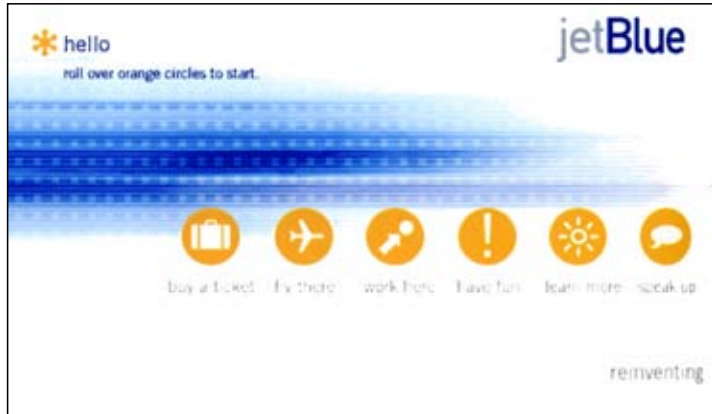 hello
jetBlue
roll over orange circles to start.
buy a ticket fly there work here have fun learn more speak up
reinventing